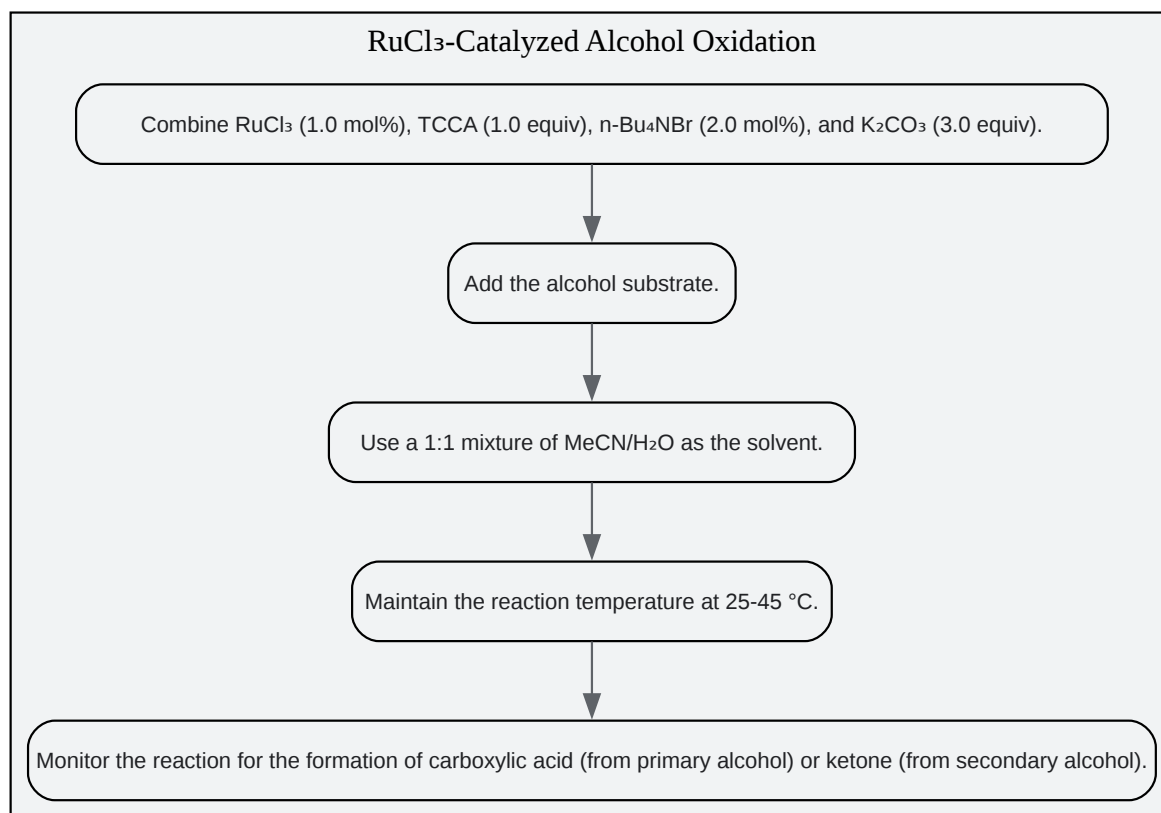 RuCl₃-Catalyzed Alcohol Oxidation
Combine RuCl₃ (1.0 mol%), TCCA (1.0 equiv), n-Bu₄NBr (2.0 mol%), and K₂CO₃ (3.0 equiv).
Add the alcohol substrate.
Use a 1:1 mixture of MeCN/H₂O as the solvent.
Maintain the reaction temperature at 25-45 °C.
Monitor the reaction for the formation of carboxylic acid (from primary alcohol) or ketone (from secondary alcohol).